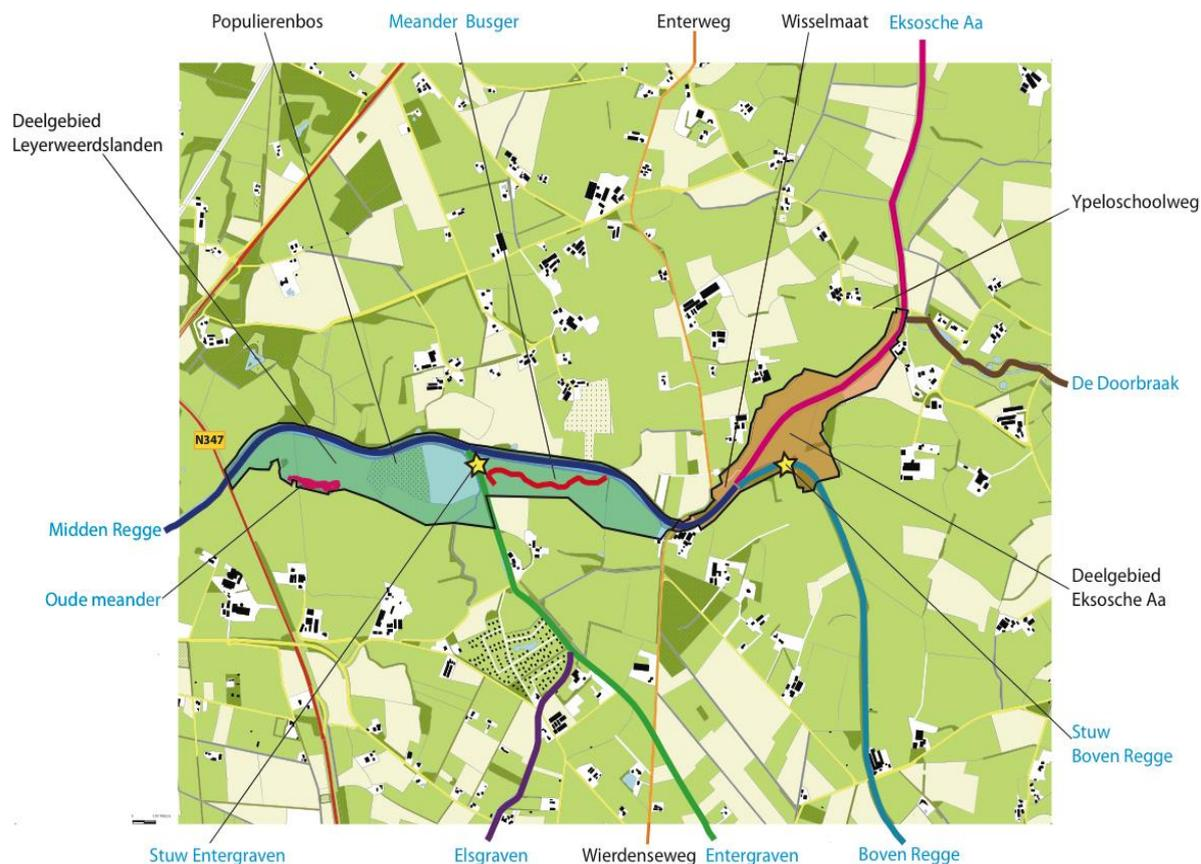 Populierenbos
Meander Busger
Enterweg
Wisselmaat
Eksosche Aa
Deelgebied
Leyerweerdslanden
Ypeloschoolweg
N347
De Doorbraak
Midden Regge
Oude meander
Deelgebied
Eksosche Aa
Stuw
Boven Regge
Stuw Entergraven
Elsgraven
Wierdenseweg
Entergraven
Boven Regge